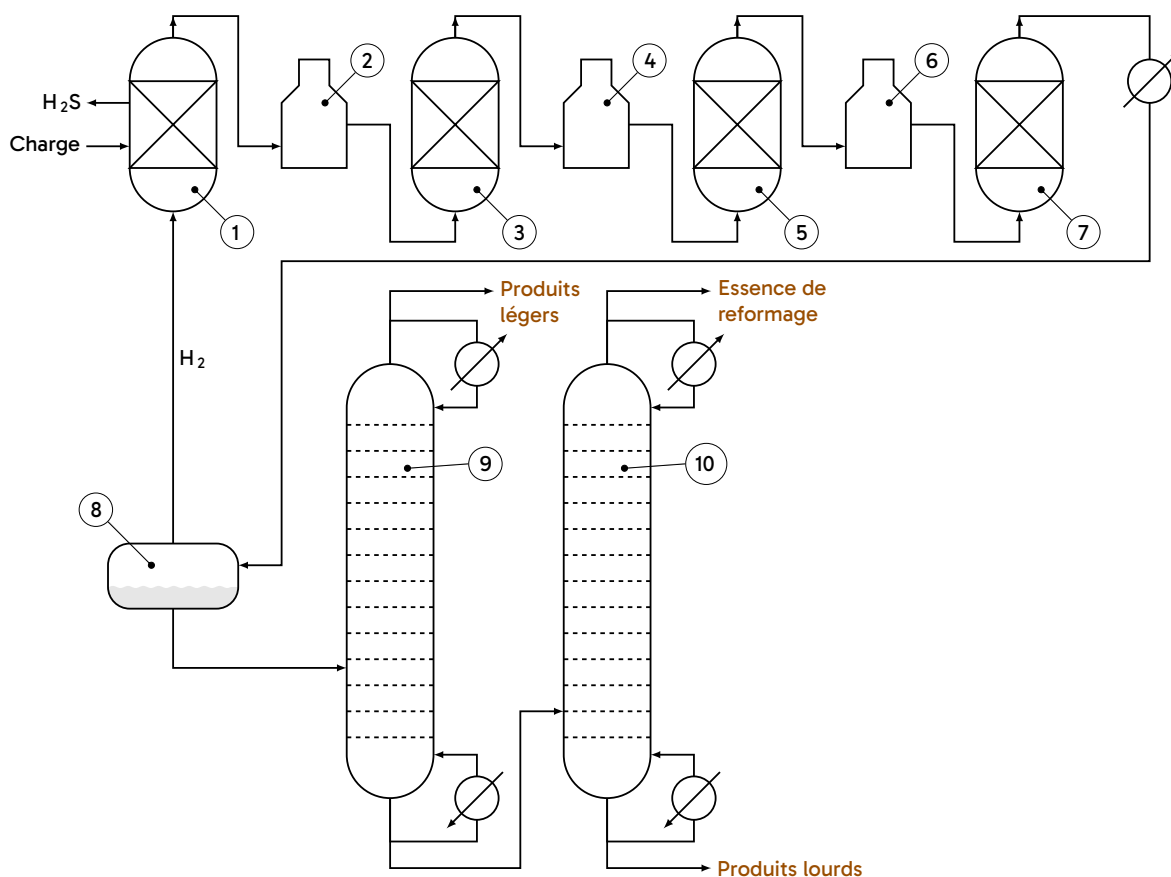 2
4
6
H₂S
Charge
1
3
5
7
Produits
légers
Essence de
reformage
H₂
9
10
8
Produits lourds